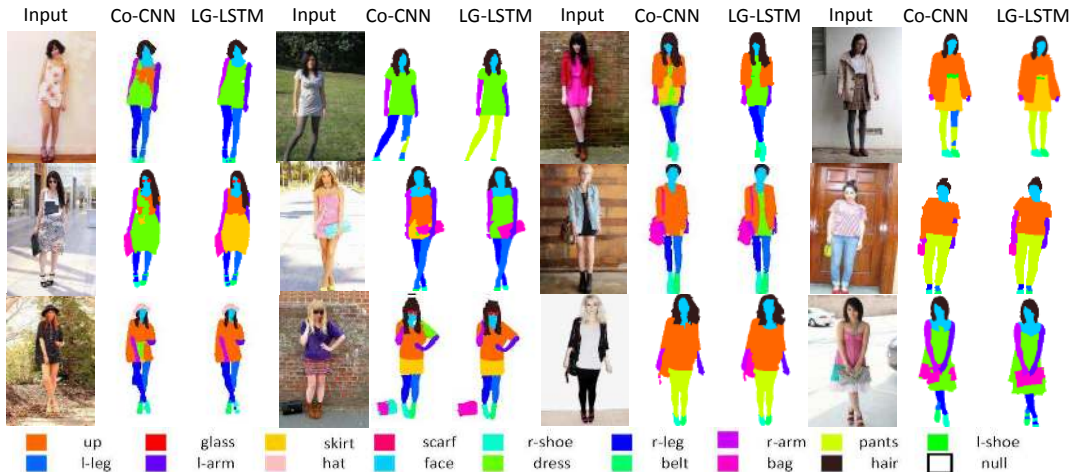 Input Co-CNN LG-LSTM Input Co-CNN LG-LSTM Input Co-CNN LG-LSTM Input Co-CNN LG-LSTM
up glass skirt scarf r-shoe r-leg r-arm pants l-shoe
l-leg l-arm hat face dress belt bag hair null